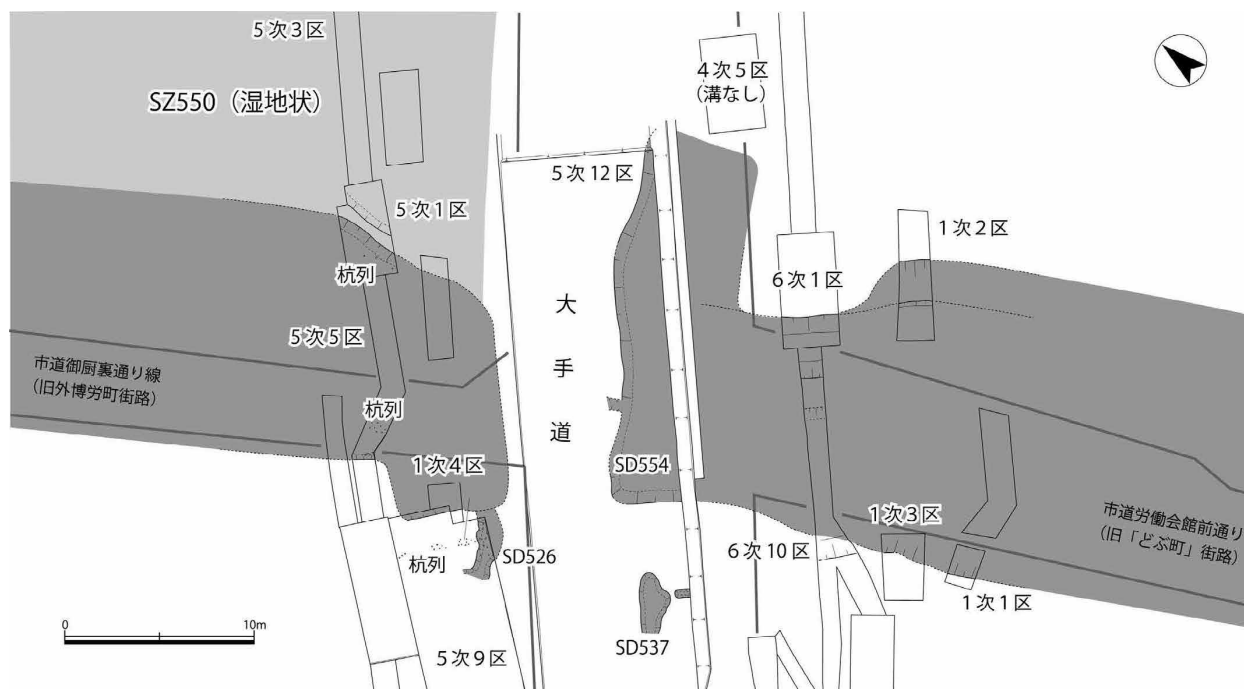 5次3区
SZ550（湿地状）
4次5区
（溝なし）
5次12区
5次1区
1次2区
杭列
6次1区
大手道
5次5区
市道御厨裏通り線
（旧外博労町街路）
杭列
1次4区
SD554
市道労働会館前通り
（旧「どぶ町」街路）
1次3区
6次10区
杭列
SD526
1次1区
0
10m
SD537
5次9区